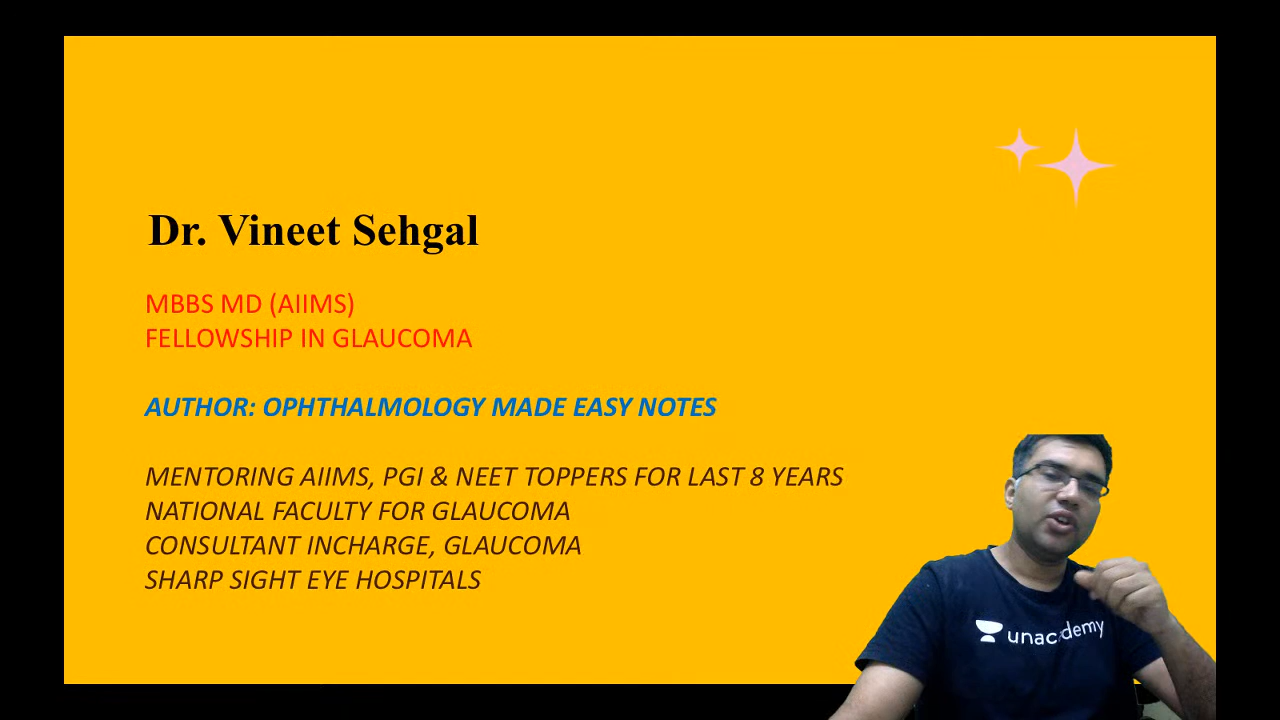 Dr. Vineet Sehgal
MBBS MD (AIIMS)
FELLOWSHIP IN GLAUCOMA
AUTHOR: OPHTHALMOLOGY MADE EASY NOTES
MENTORING AIIMS, PGI & NEET TOPPERS FOR LAST 8 YEARS
NATIONAL FACULTY FOR GLAUCOMA
CONSULTANT INCHARGE, GLAUCOMA
SHARP SIGHT EYE HOSPITALS
unacademy